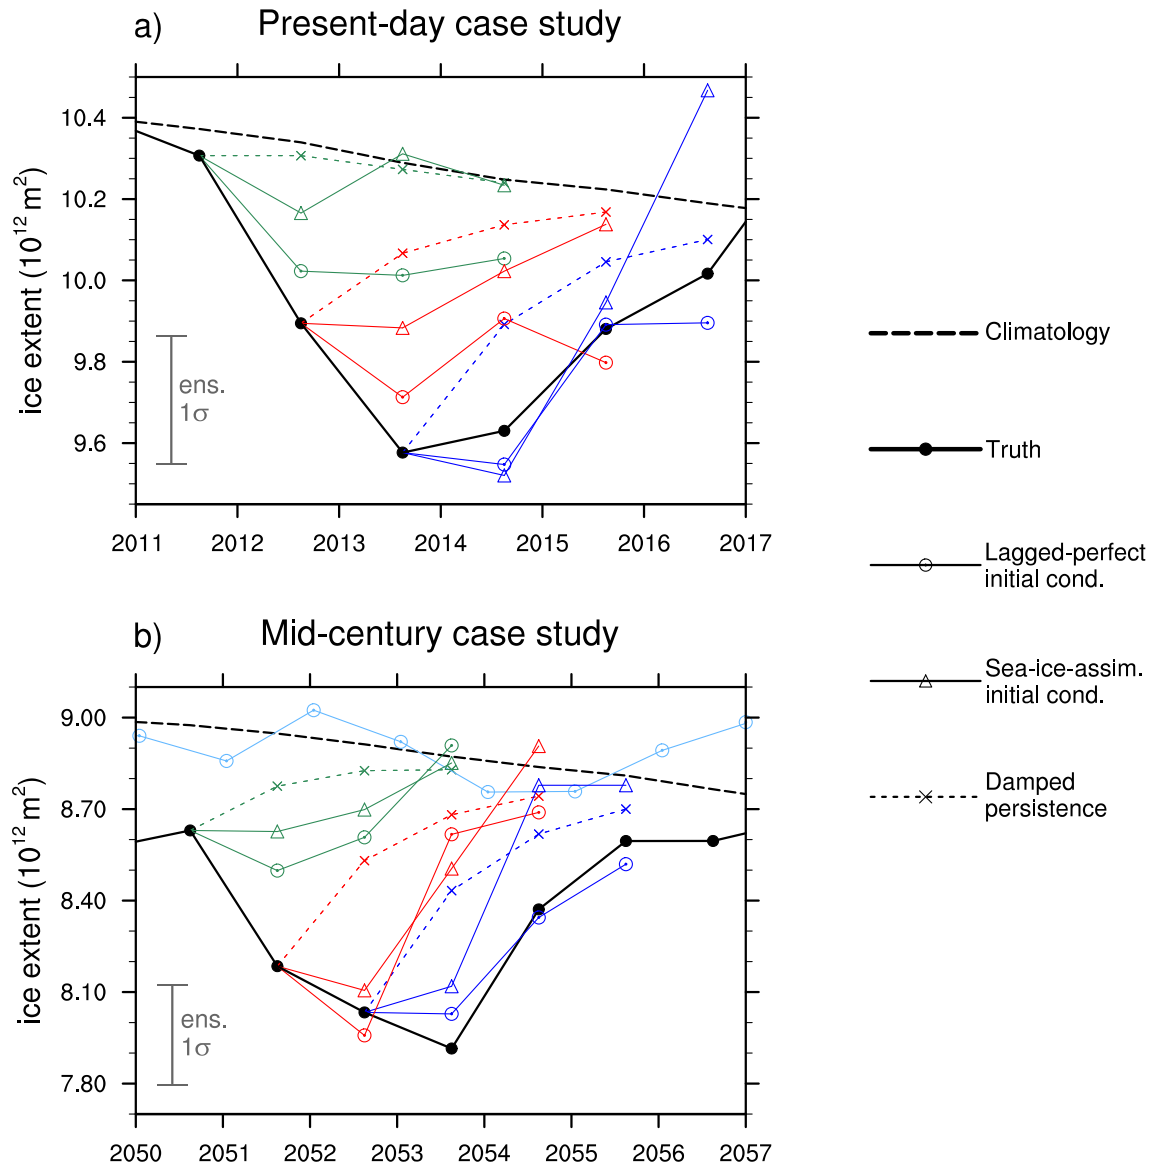 a) Present-day case study
10.4
10.2
10.0
9.8
9.6
ice extent (10¹² m²)
ens.
1σ
2011 2012 2013 2014 2015 2016 2017
Climatology
Truth
Lagged-perfect
initial cond.
Sea-ice-assim.
initial cond.
Damped
persistence
b) Mid-century case study
9.00
8.70
8.40
8.10
7.80
ice extent (10¹² m²)
ens.
1σ
2050 2051 2052 2053 2054 2055 2056 2057